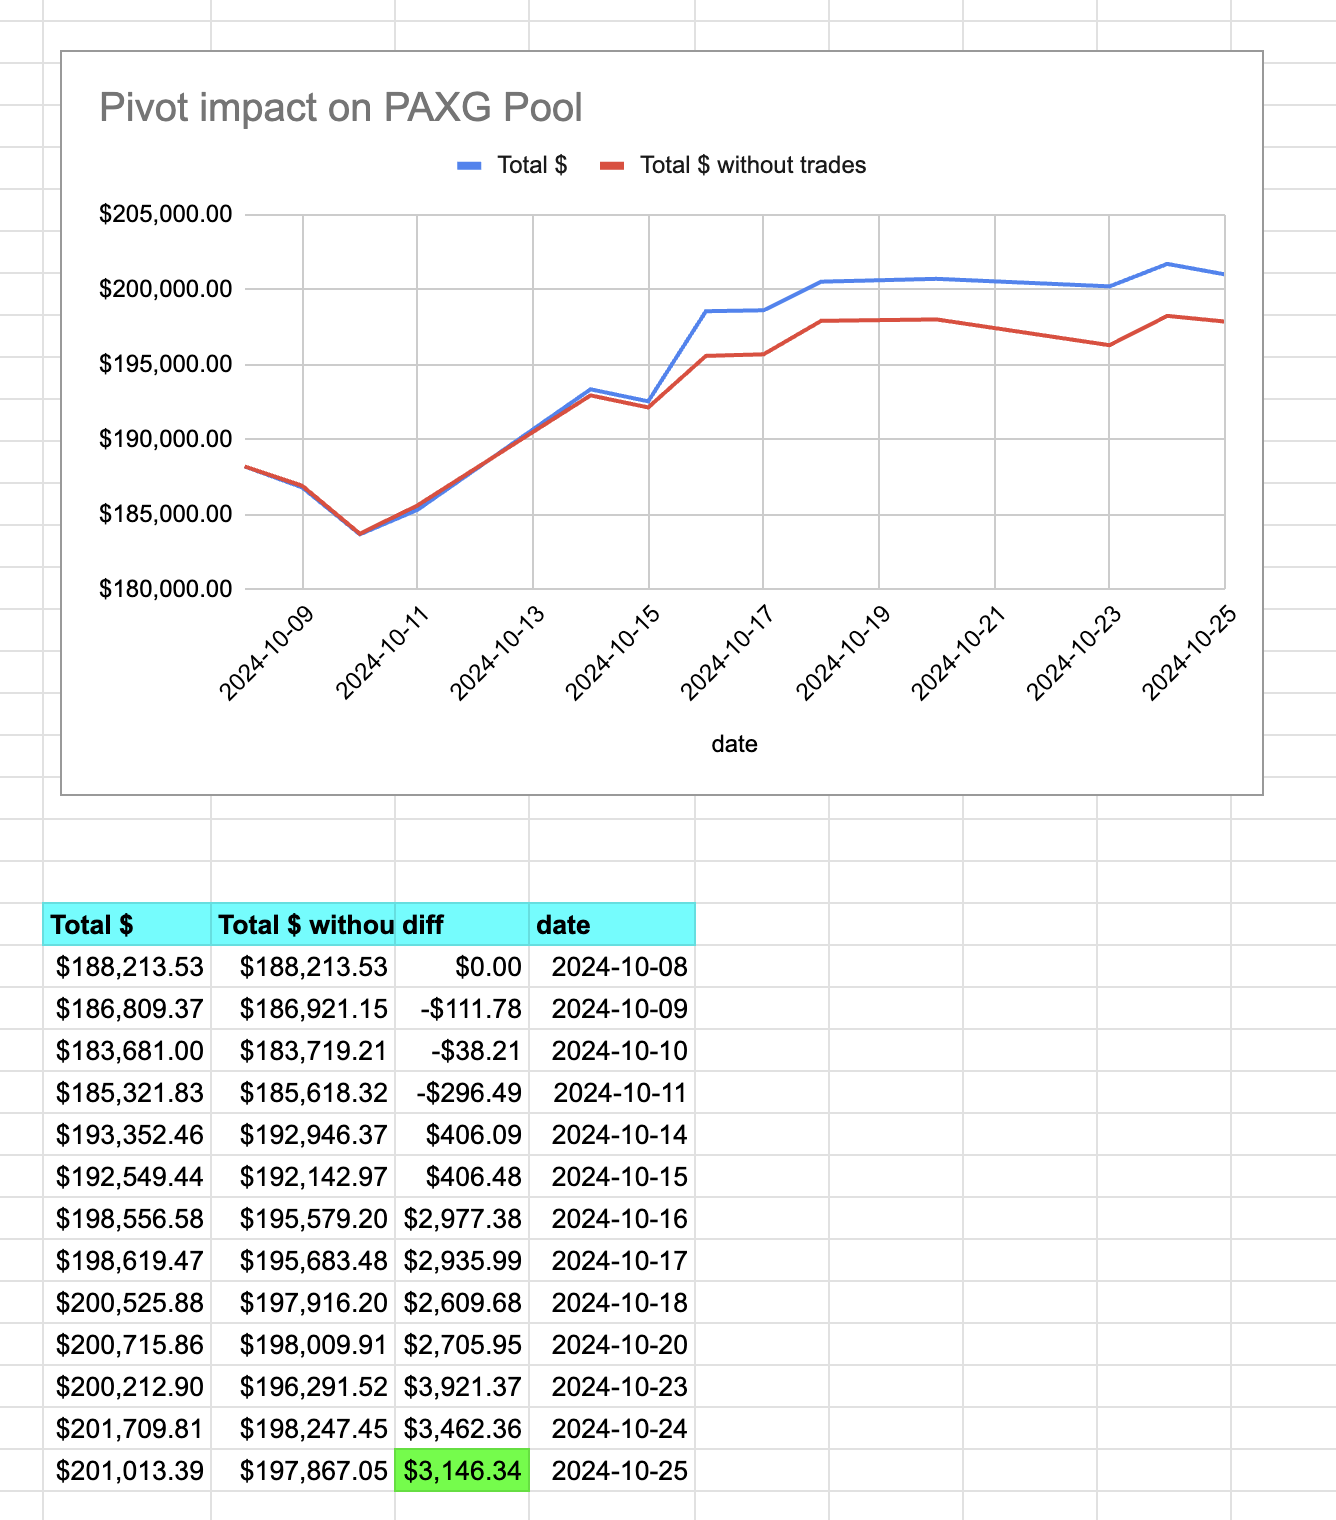 Pivot impact on PAXG Pool
Total $ Total $ without trades
$205,000.00
$200,000.00
$195,000.00
$190,000.00
$185,000.00
$180,000.00
2024-10-09 2024-10-11 2024-10-13 2024-10-15 2024-10-17 2024-10-19 2024-10-21 2024-10-23 2024-10-25
date
Total $ Total $ withou diff date
$188,213.53 $188,213.53 $0.00 2024-10-08
$186,809.37 $186,921.15 -$111.78 2024-10-09
$183,681.00 $183,719.21 -$38.21 2024-10-10
$185,321.83 $185,618.32 -$296.49 2024-10-11
$193,352.46 $192,946.37 $406.09 2024-10-14
$192,549.44 $192,142.97 $406.48 2024-10-15
$198,556.58 $195,579.20 $2,977.38 2024-10-16
$198,619.47 $195,683.48 $2,935.99 2024-10-17
$200,525.88 $197,916.20 $2,609.68 2024-10-18
$200,715.86 $198,009.91 $2,705.95 2024-10-20
$200,212.90 $196,291.52 $3,921.37 2024-10-23
$201,709.81 $198,247.45 $3,462.36 2024-10-24
$201,013.39 $197,867.05 $3,146.34 2024-10-25